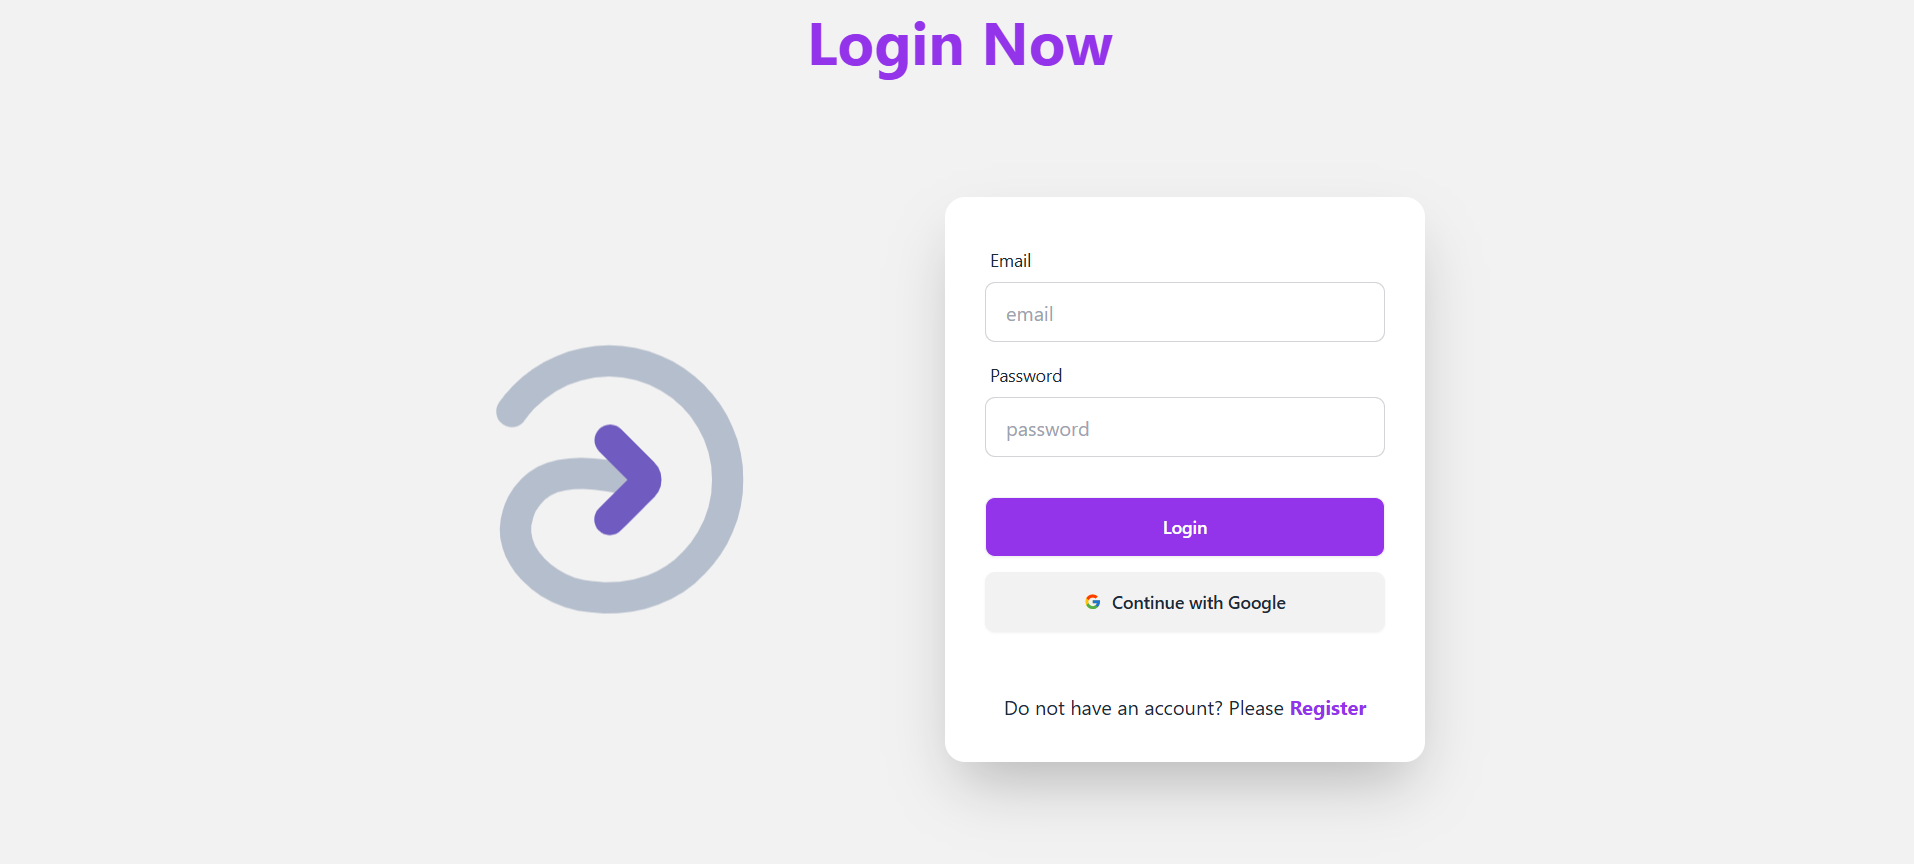 Login Now
Email
email
Password
password
Login
Continue with Google
Do not have an account? Please Register